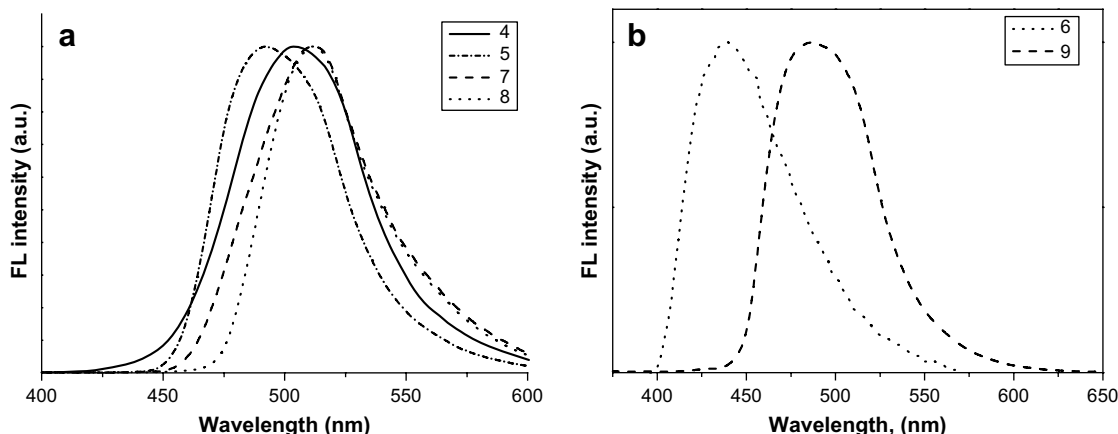 a
4
5
7
8
FL intensity (a.u.)
400 450 500 550 600
Wavelength (nm)
b
6
9
FL intensity (a.u.)
400 450 500 550 600 650
Wavelength, (nm)